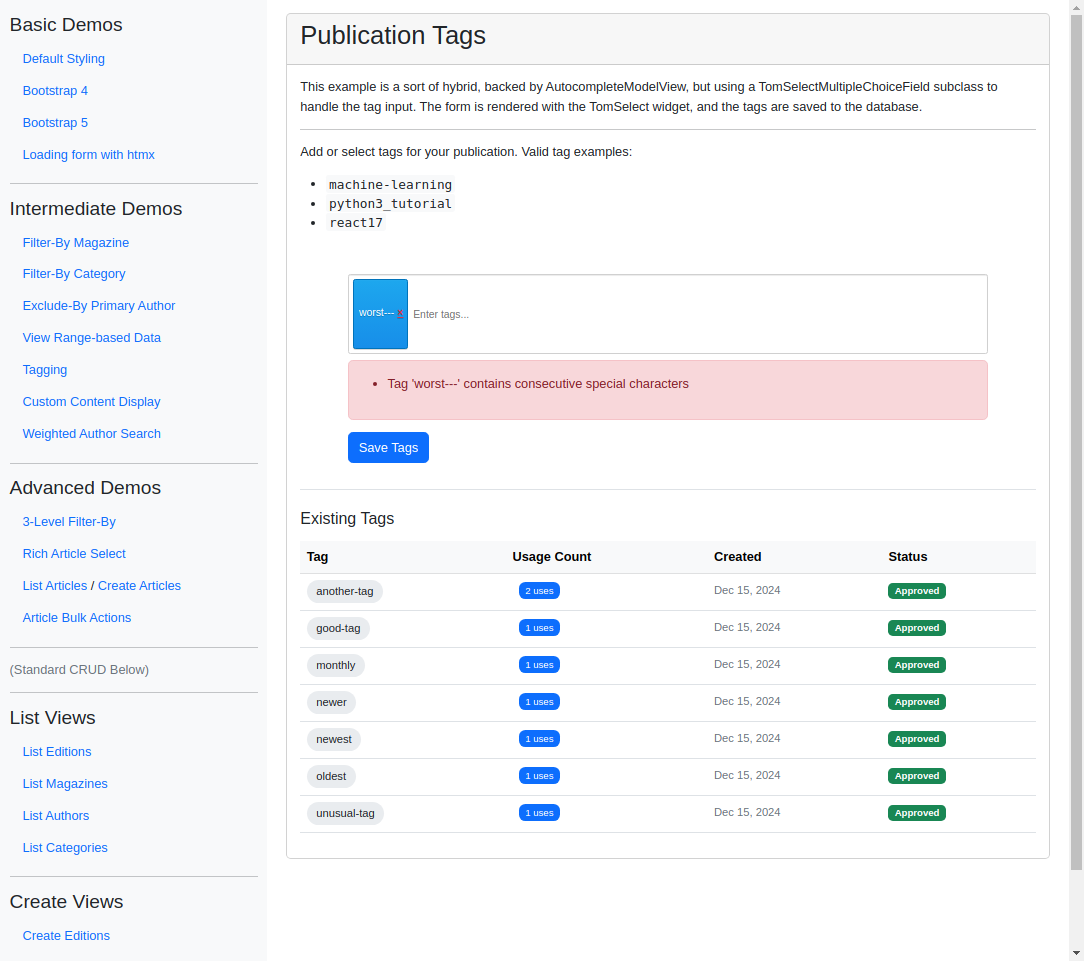 Basic Demos
Default Styling
Bootstrap 4
Bootstrap 5
Loading form with htmx
Intermediate Demos
Filter-By Magazine
Filter-By Category
Exclude-By Primary Author
View Range-based Data
Tagging
Custom Content Display
Weighted Author Search
Advanced Demos
3-Level Filter-By
Rich Article Select
List Articles / Create Articles
Article Bulk Actions
(Standard CRUD Below)
List Views
List Editions
List Magazines
List Authors
List Categories
Create Views
Create Editions
Publication Tags
This example is a sort of hybrid, backed by AutocompleteModelView, but using a TomSelectMultipleChoiceField subclass to
handle the tag input. The form is rendered with the TomSelect widget, and the tags are saved to the database.
Add or select tags for your publication. Valid tag examples:
• machine-learning
• python3_tutorial
• react17
worst--- x Enter tags...
• Tag 'worst---' contains consecutive special characters
Save Tags
Existing Tags
Tag Usage Count Created Status
another-tag 2 uses Dec 15, 2024 Approved
good-tag 1 uses Dec 15, 2024 Approved
monthly 1 uses Dec 15, 2024 Approved
newer 1 uses Dec 15, 2024 Approved
newest 1 uses Dec 15, 2024 Approved
oldest 1 uses Dec 15, 2024 Approved
unusual-tag 1 uses Dec 15, 2024 Approved